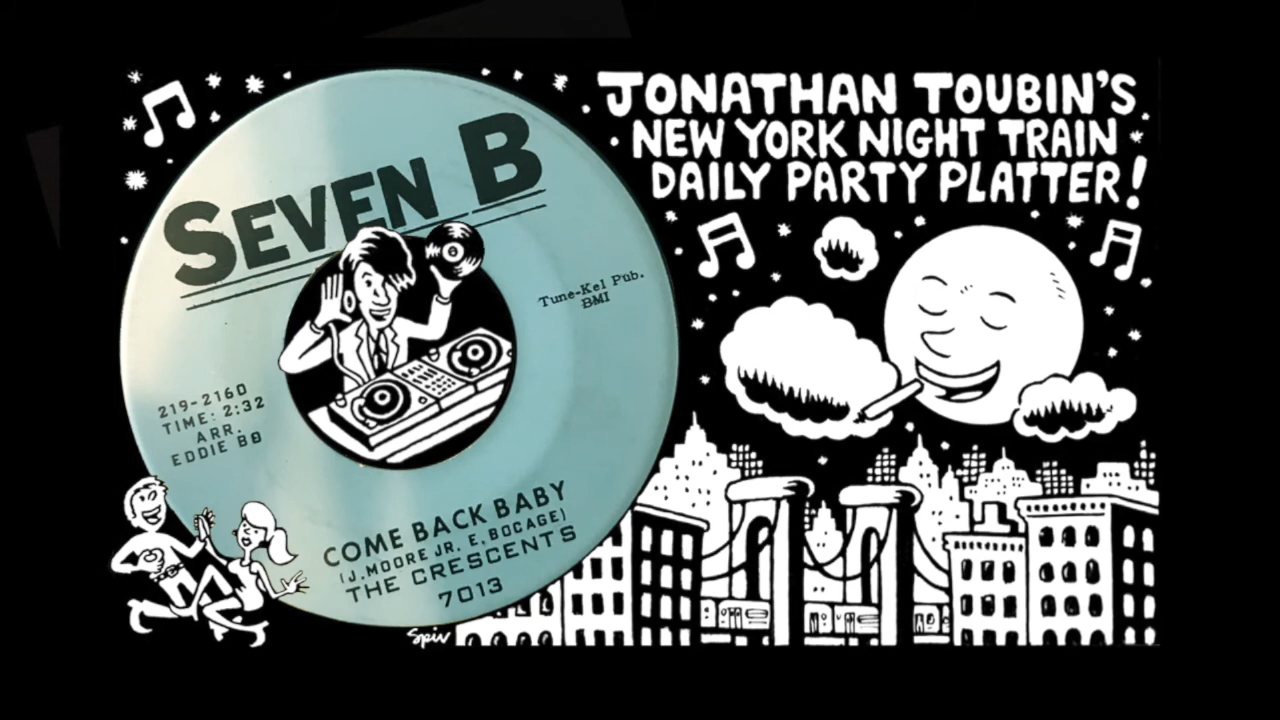 JONATHAN TOUBIN'S
NEW YORK NIGHT TRAIN
DAILY PARTY PLATTER!
SEVEN B
Tune-Kel Pub.
BMI
219-2160
TIME: 2:32
ARR.
EDDIE BO
COME BACK BABY
(J. MOORE JR. E. BOCAGE)
THE CRESCENTS
7013
Spiv